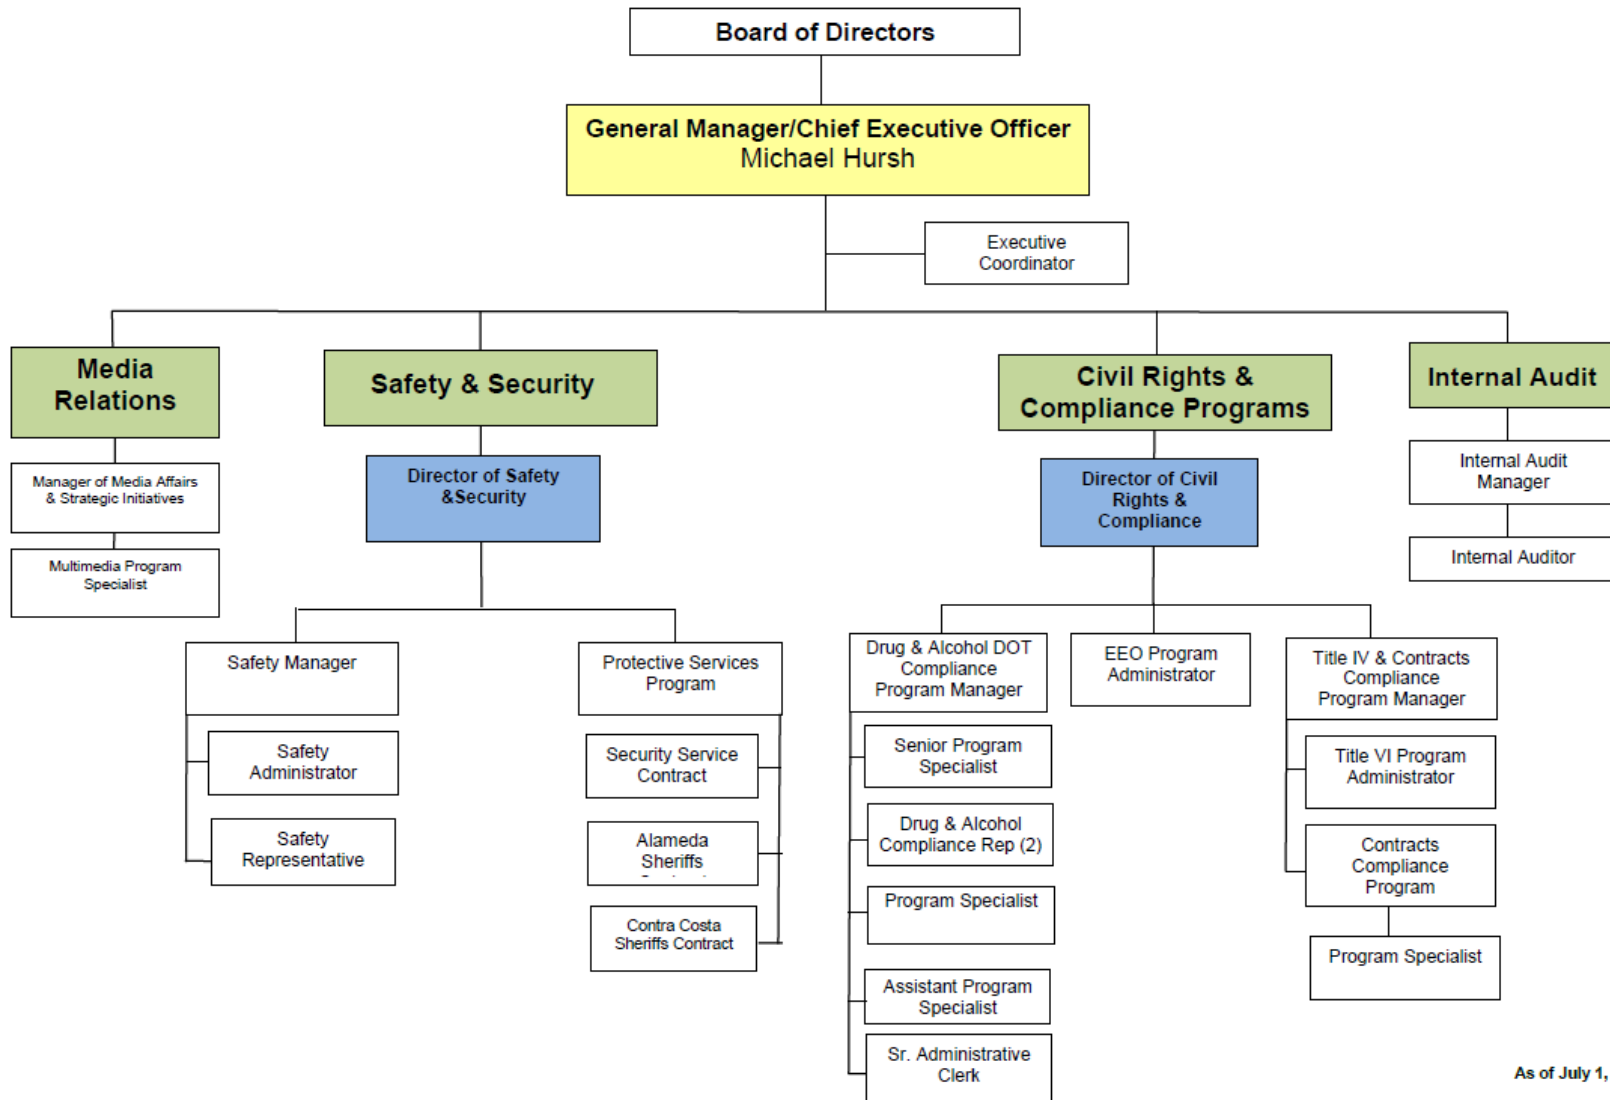 Board of Directors
General Manager/Chief Executive Officer
Michael Hursh
Executive
Coordinator
Media
Relations
Safety & Security
Civil Rights &
Compliance Programs
Internal Audit
Manager of Media Affairs
& Strategic Initiatives
Multimedia Program
Specialist
Director of Safety
&Security
Director of Civil
Rights &
Compliance
Internal Audit
Manager
Internal Auditor
Safety Manager
Safety
Administrator
Safety
Representative
Protective Services
Program
Security Service
Contract
Alameda
Sheriffs
Contra Costa
Sheriffs Contract
Drug & Alcohol DOT
Compliance
Program Manager
Senior Program
Specialist
Drug & Alcohol
Compliance Rep (2)
Program Specialist
Assistant Program
Specialist
Sr. Administrative
Clerk
EEO Program
Administrator
Title IV & Contracts
Compliance
Program Manager
Title VI Program
Administrator
Contracts
Compliance
Program
Program Specialist
As of July 1,